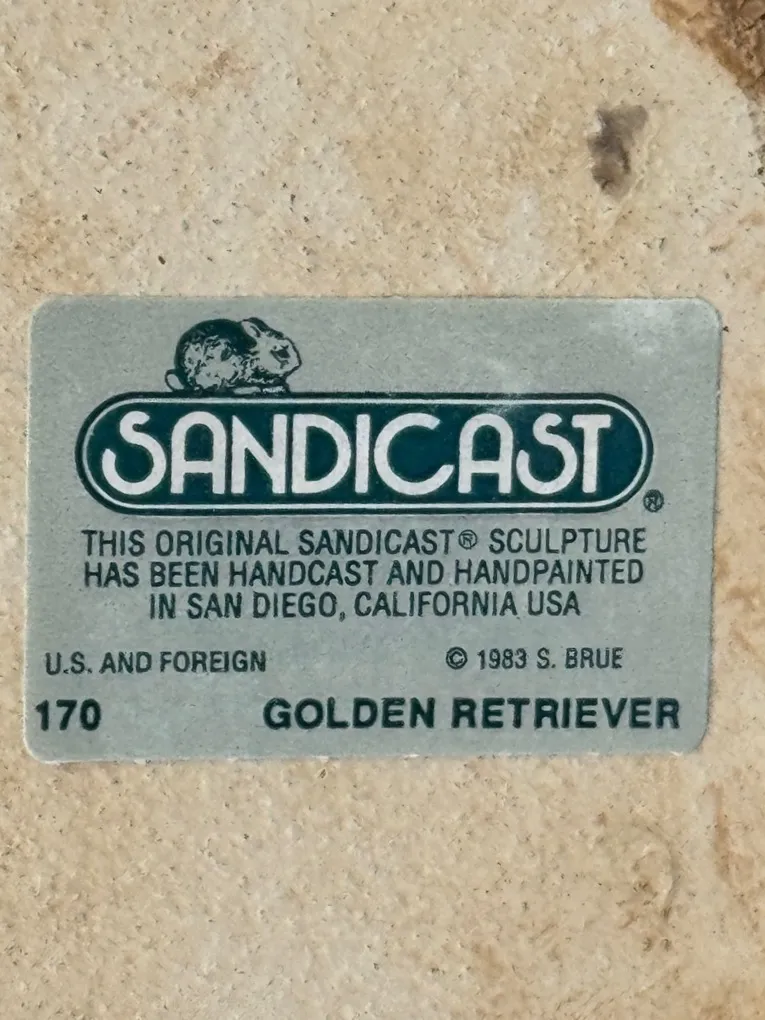 SANDICAST®
THIS ORIGINAL SANDICAST® SCULPTURE
HAS BEEN HANDCAST AND HANDPAINTED
IN SAN DIEGO, CALIFORNIA USA
U.S. AND FOREIGN © 1983 S. BRUE
170 GOLDEN RETRIEVER